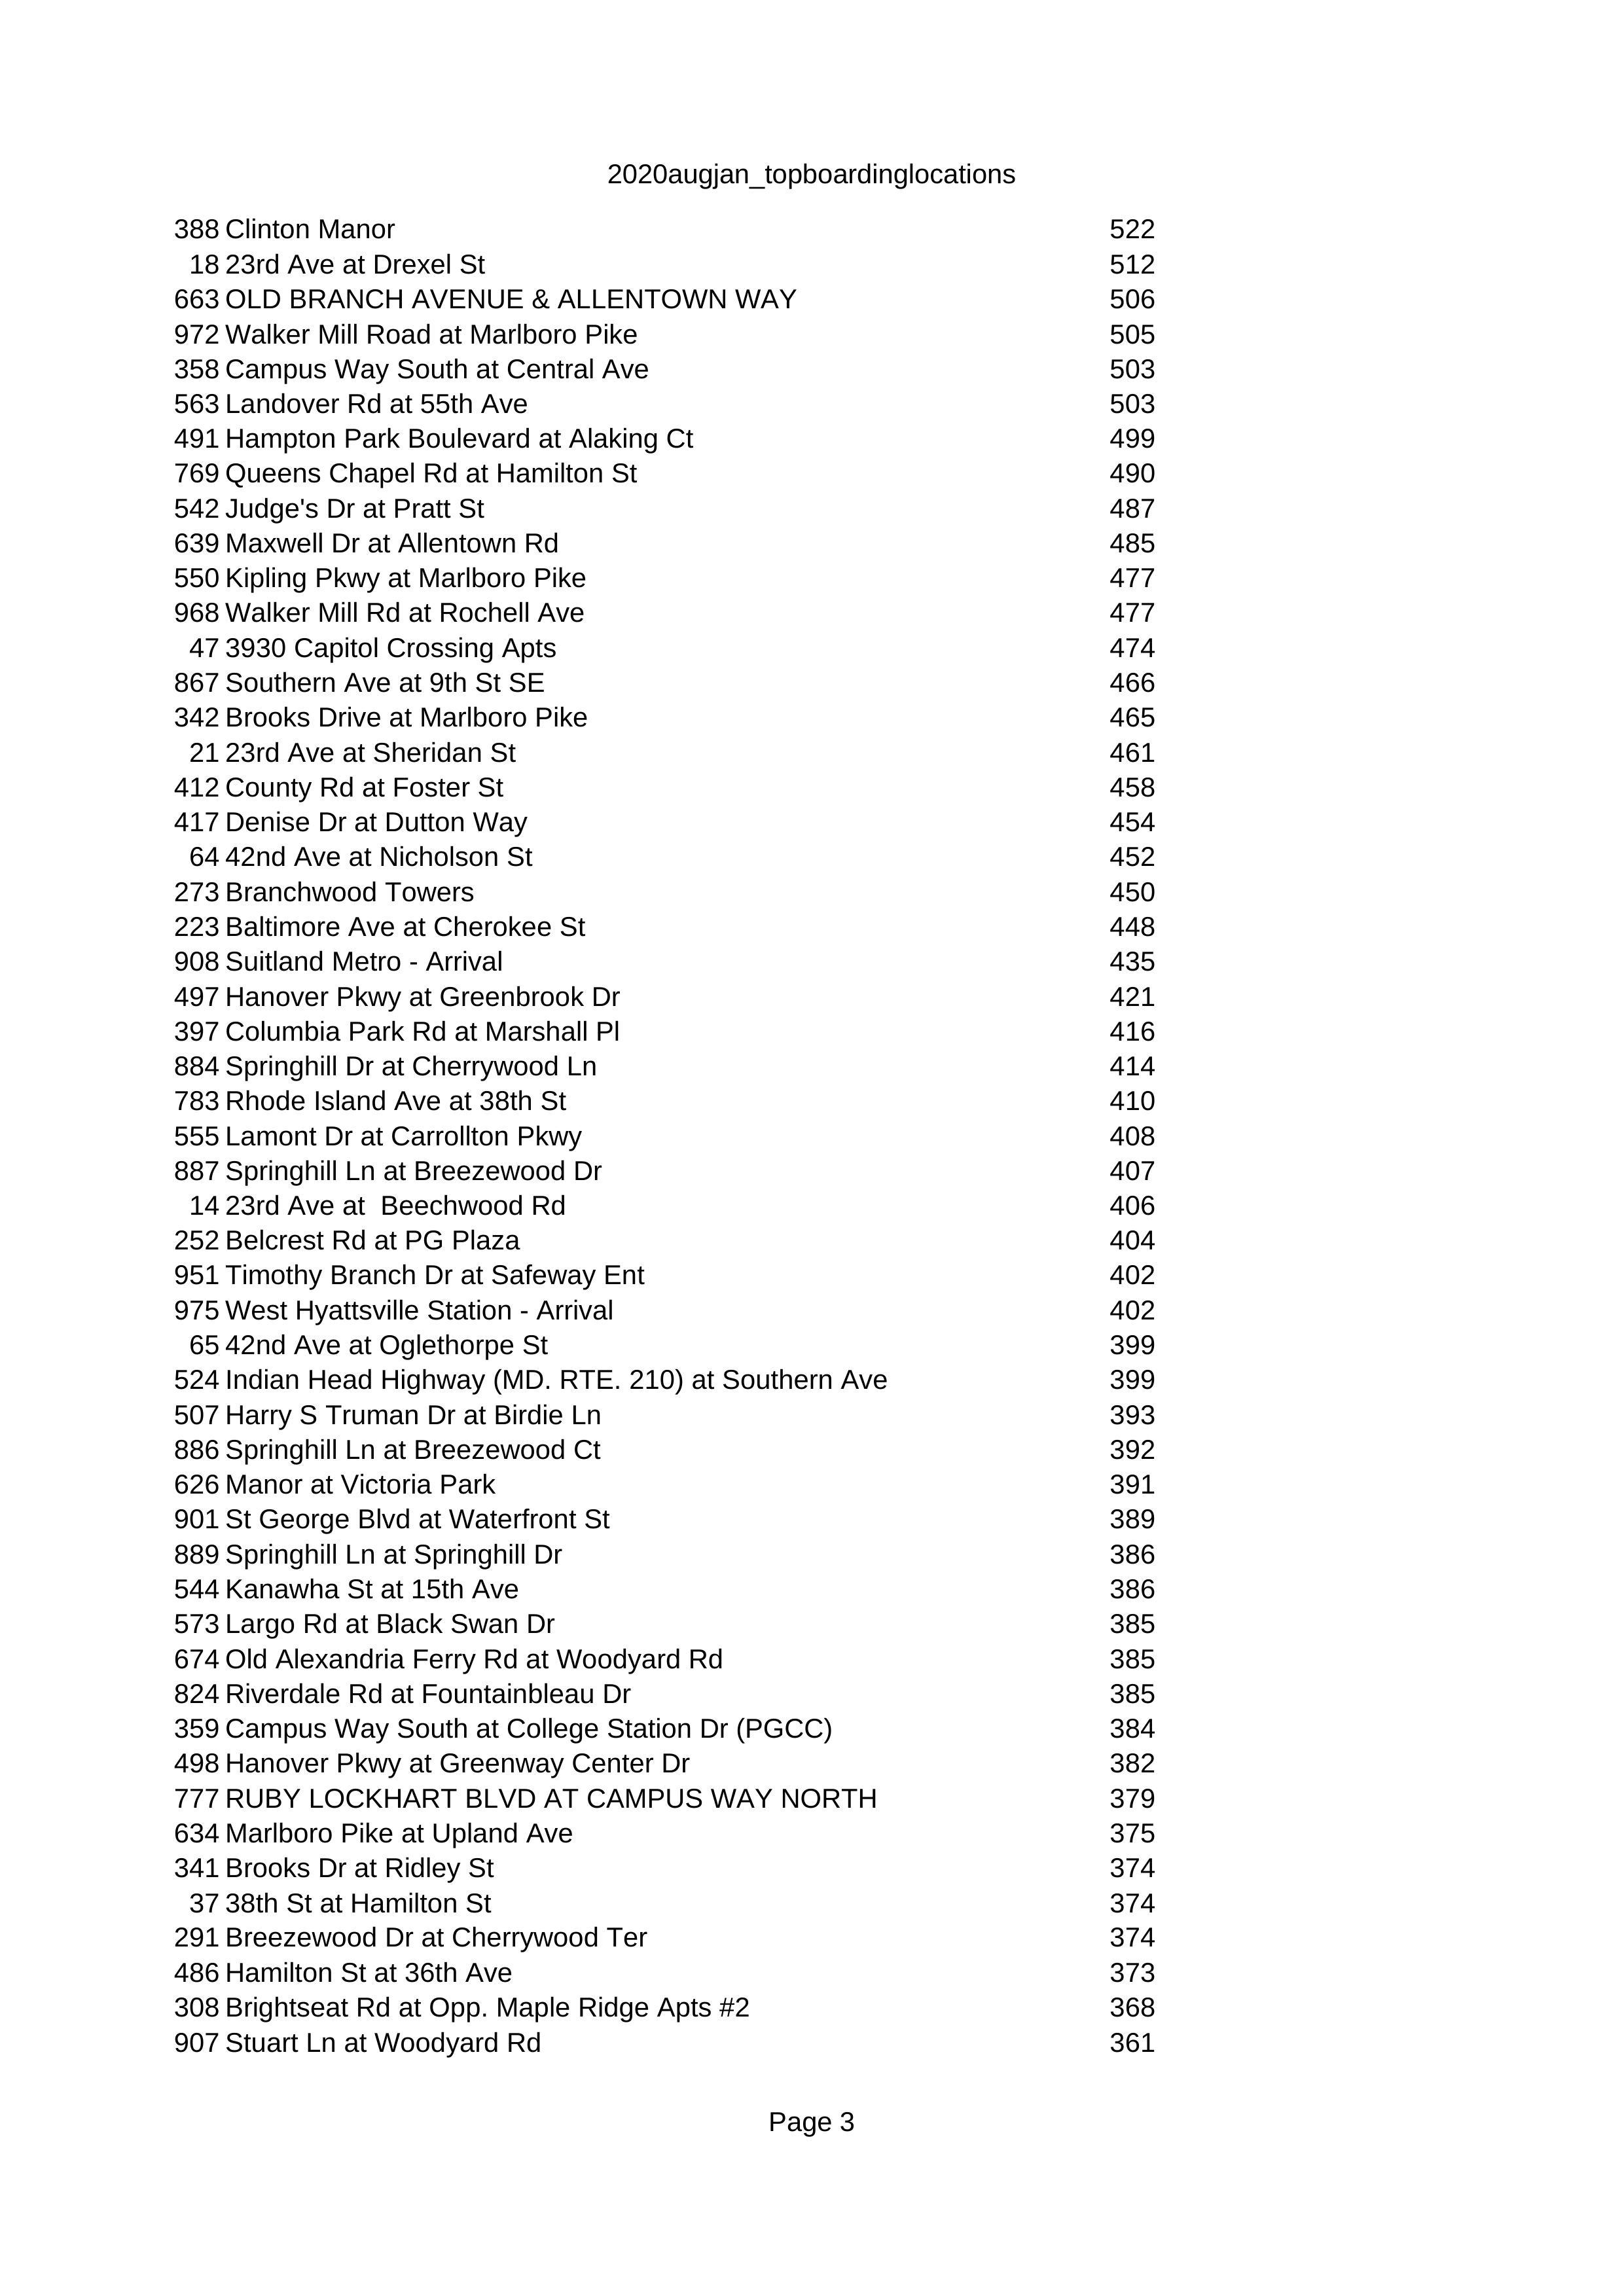 2020augjan_topboardinglocations
388 Clinton Manor 522
18 23rd Ave at Drexel St 512
663 OLD BRANCH AVENUE & ALLENTOWN WAY 506
972 Walker Mill Road at Marlboro Pike 505
358 Campus Way South at Central Ave 503
563 Landover Rd at 55th Ave 503
491 Hampton Park Boulevard at Alaking Ct 499
769 Queens Chapel Rd at Hamilton St 490
542 Judge's Dr at Pratt St 487
639 Maxwell Dr at Allentown Rd 485
550 Kipling Pkwy at Marlboro Pike 477
968 Walker Mill Rd at Rochell Ave 477
47 3930 Capitol Crossing Apts 474
867 Southern Ave at 9th St SE 466
342 Brooks Drive at Marlboro Pike 465
21 23rd Ave at Sheridan St 461
412 County Rd at Foster St 458
417 Denise Dr at Dutton Way 454
64 42nd Ave at Nicholson St 452
273 Branchwood Towers 450
223 Baltimore Ave at Cherokee St 448
908 Suitland Metro - Arrival 435
497 Hanover Pkwy at Greenbrook Dr 421
397 Columbia Park Rd at Marshall Pl 416
884 Springhill Dr at Cherrywood Ln 414
783 Rhode Island Ave at 38th St 410
555 Lamont Dr at Carrollton Pkwy 408
887 Springhill Ln at Breezewood Dr 407
14 23rd Ave at  Beechwood Rd 406
252 Belcrest Rd at PG Plaza 404
951 Timothy Branch Dr at Safeway Ent 402
975 West Hyattsville Station - Arrival 402
65 42nd Ave at Oglethorpe St 399
524 Indian Head Highway (MD. RTE. 210) at Southern Ave 399
507 Harry S Truman Dr at Birdie Ln 393
886 Springhill Ln at Breezewood Ct 392
626 Manor at Victoria Park 391
901 St George Blvd at Waterfront St 389
889 Springhill Ln at Springhill Dr 386
544 Kanawha St at 15th Ave 386
573 Largo Rd at Black Swan Dr 385
674 Old Alexandria Ferry Rd at Woodyard Rd 385
824 Riverdale Rd at Fountainbleau Dr 385
359 Campus Way South at College Station Dr (PGCC) 384
498 Hanover Pkwy at Greenway Center Dr 382
777 RUBY LOCKHART BLVD AT CAMPUS WAY NORTH 379
634 Marlboro Pike at Upland Ave 375
341 Brooks Dr at Ridley St 374
37 38th St at Hamilton St 374
291 Breezewood Dr at Cherrywood Ter 374
486 Hamilton St at 36th Ave 373
308 Brightseat Rd at Opp. Maple Ridge Apts #2 368
907 Stuart Ln at Woodyard Rd 361
Page 3